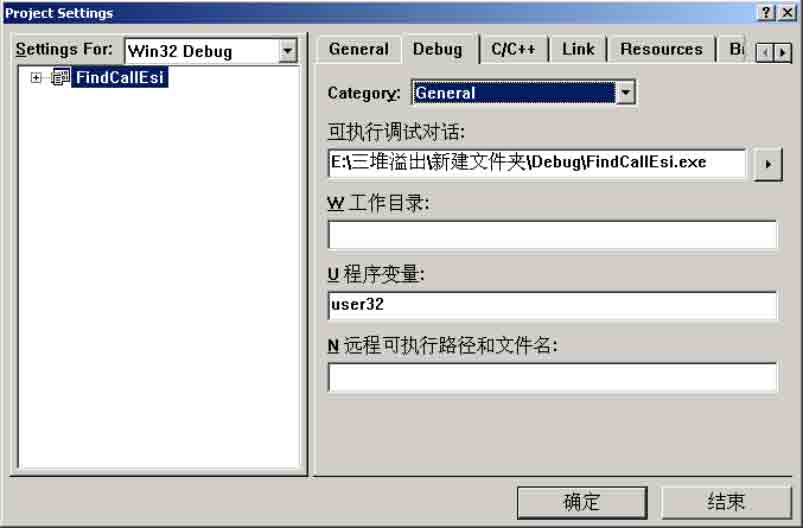 Project Settings
Settings For: Win32 Debug
FindCallEsi
General Debug C/C++ Link Resources
Category: General
可执行调试对话:
E:\三堆溢出\新建文件夹\Debug\FindCallEsi.exe
W 工作目录:
U 程序变量:
user32
N 远程可执行路径和文件名:
确定 结束